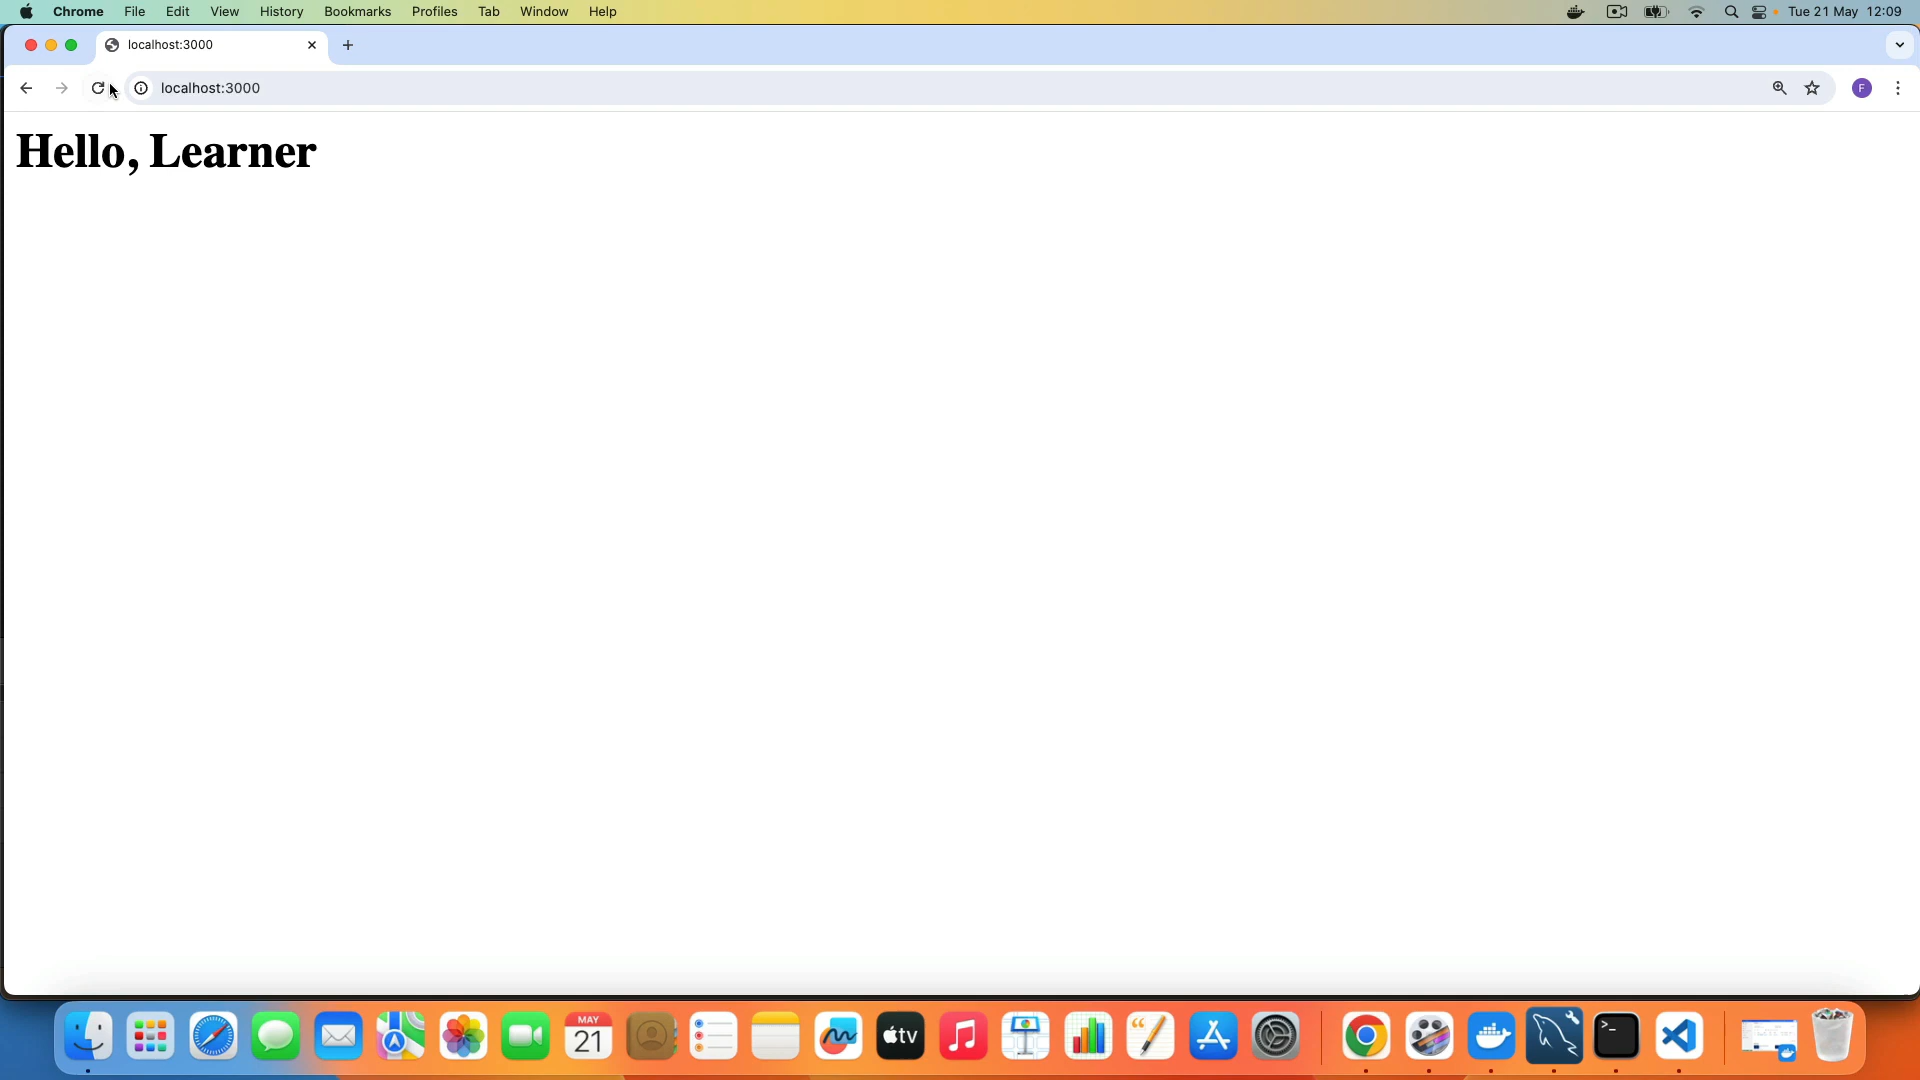 Chrome File Edit View History Bookmarks Profiles Tab Window Help Tue 21 May 12:09
localhost:3000
localhost:3000 F
Hello, Learner
MAY
21
tv
>_